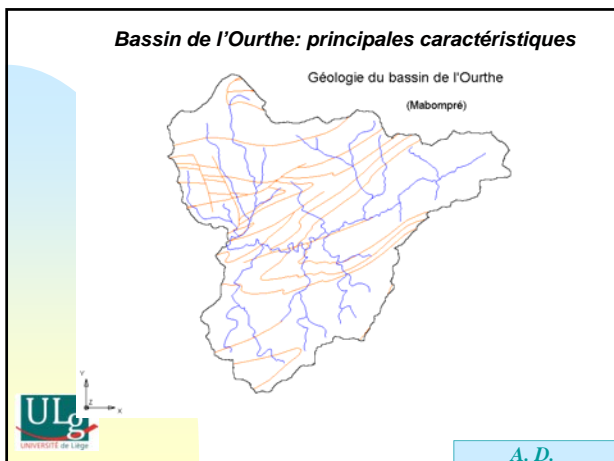 Bassin de l'Ourthe: principales caractéristiques
Géologie du bassin de l'Ourthe
(Mabompré)
Y
Z
X
ULg
UNIVERSITÉ de Liège
A. D.